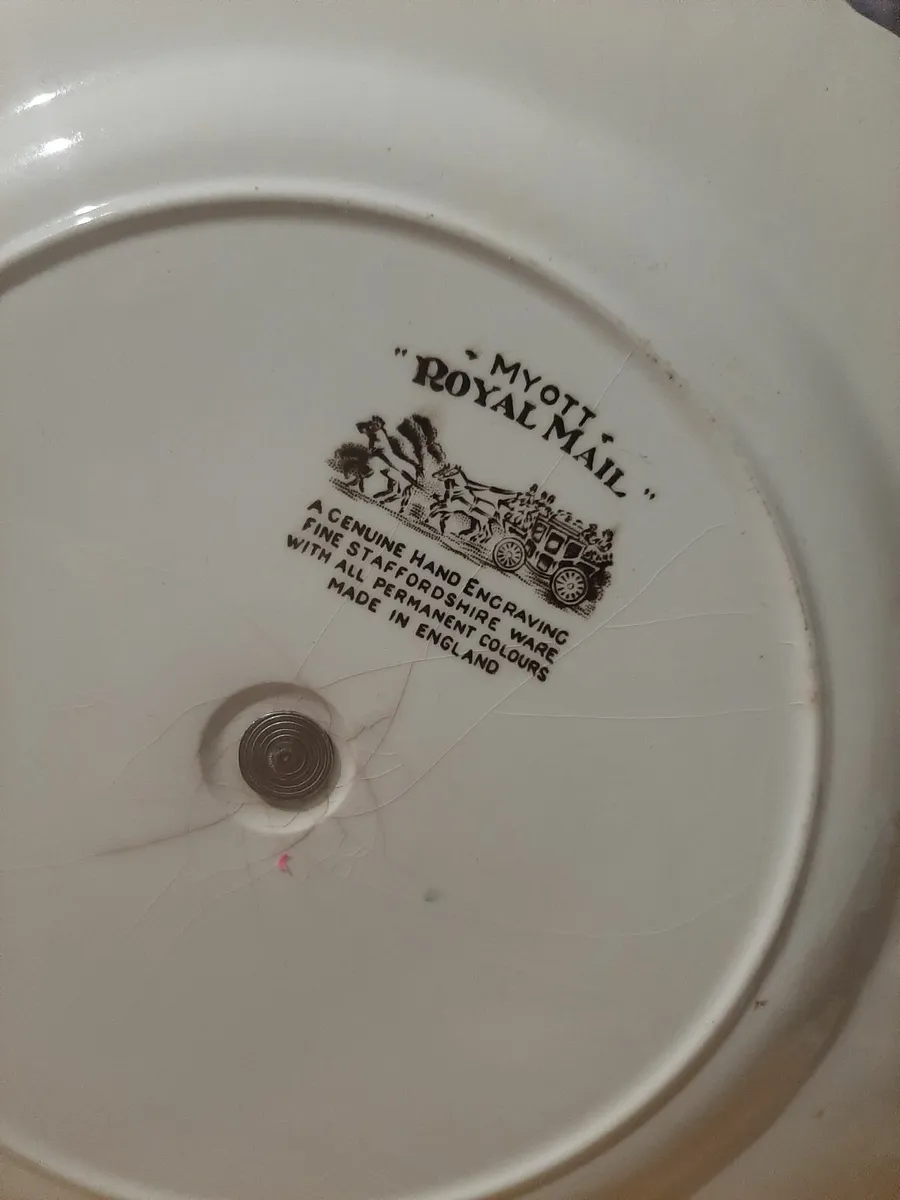 MYOTT
"ROYAL MAIL"
A GENUINE HAND ENGRAVING
FINE STAFFORDSHIRE WARE
WITH ALL PERMANENT COLOURS
MADE IN ENGLAND